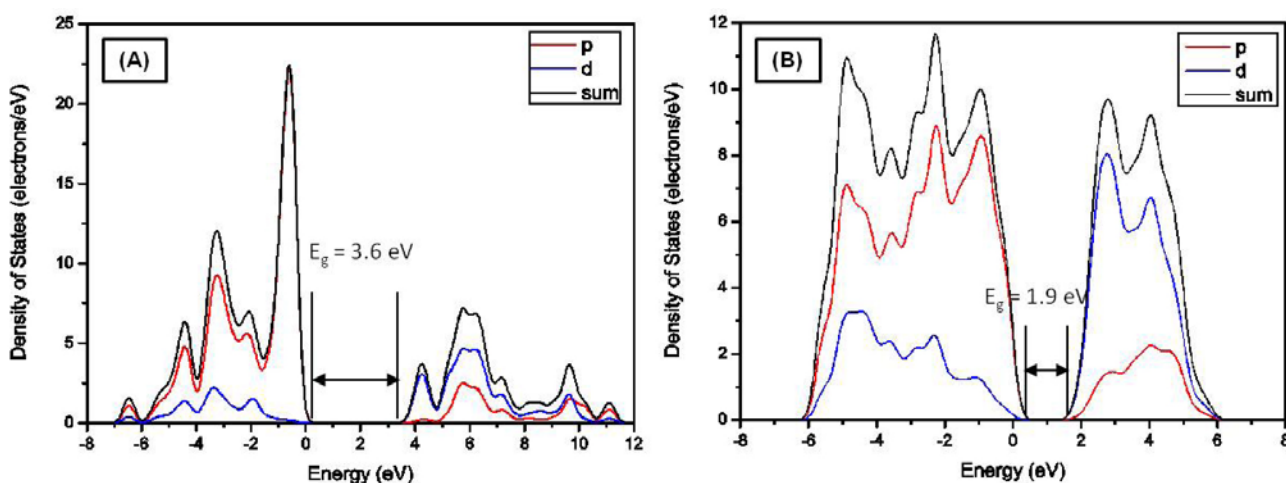 (A)
p
d
sum
E_g = 3.6 eV
Density of States (electrons/eV)
25
20
15
10
5
0
-8 -6 -4 -2 0 2 4 6 8 10 12
Energy (eV)
(B)
p
d
sum
E_g = 1.9 eV
Density of States (electrons/eV)
12
10
8
6
4
2
0
-8 -6 -4 -2 0 2 4 6 8
Energy (eV)